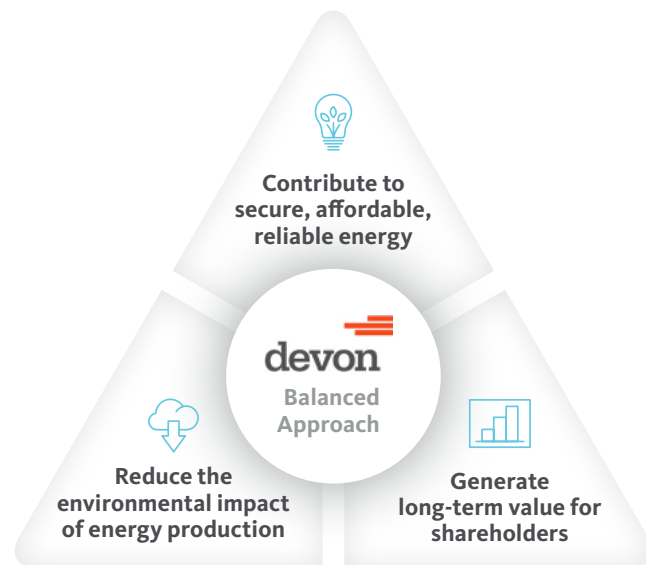 Contribute to
secure, affordable,
reliable energy
devon
Balanced
Approach
Reduce the
environmental impact
of energy production
Generate
long-term value for
shareholders